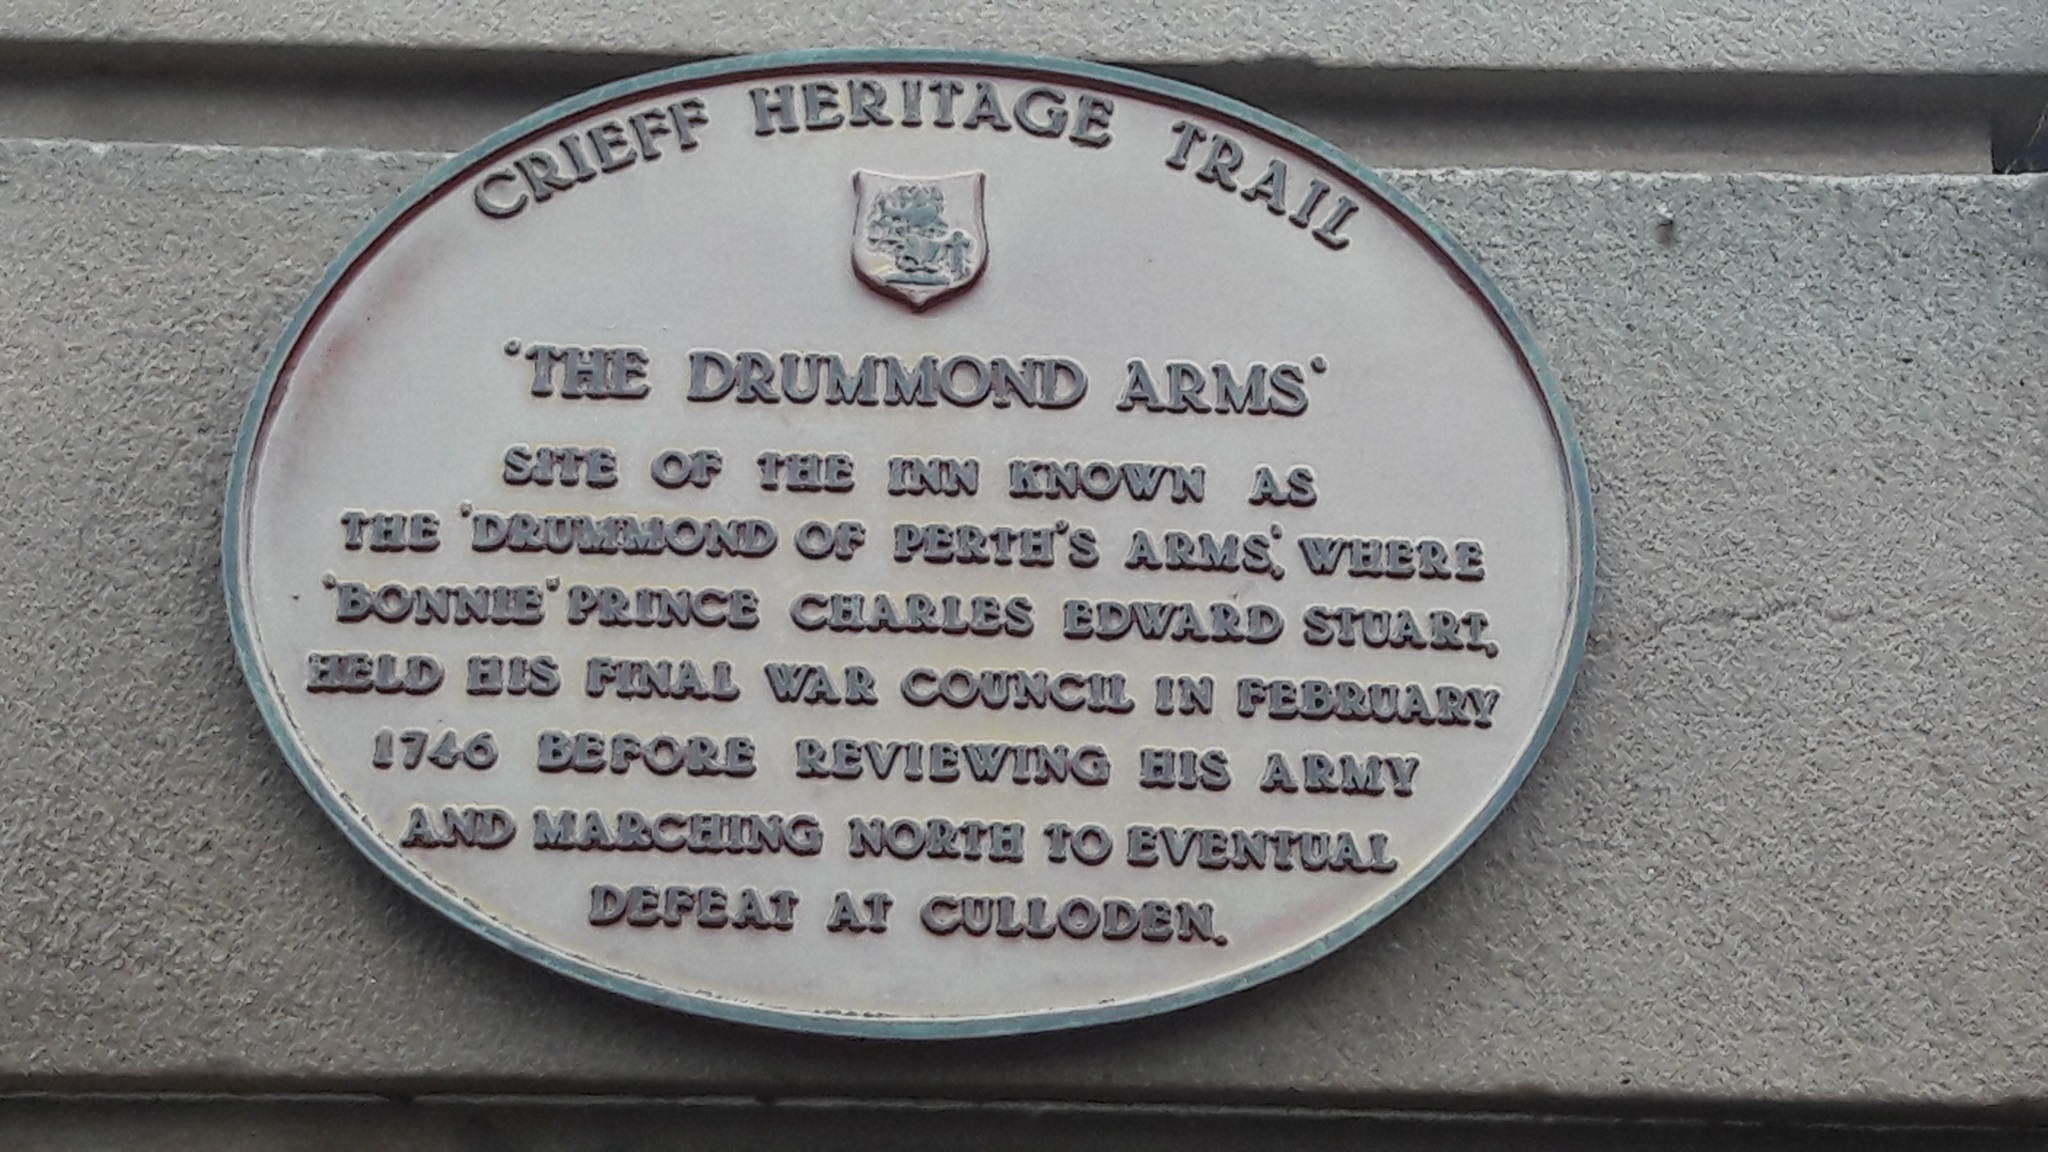 CRIEFF HERITAGE TRAIL
'THE DRUMMOND ARMS'
SITE OF THE INN KNOWN AS
THE 'DRUMMOND OF PERTH'S ARMS', WHERE
"BONNIE" PRINCE CHARLES EDWARD STUART,
HELD HIS FINAL WAR COUNCIL IN FEBRUARY
1746 BEFORE REVIEWING HIS ARMY
AND MARCHING NORTH TO EVENTUAL
DEFEAT AT CULLODEN.